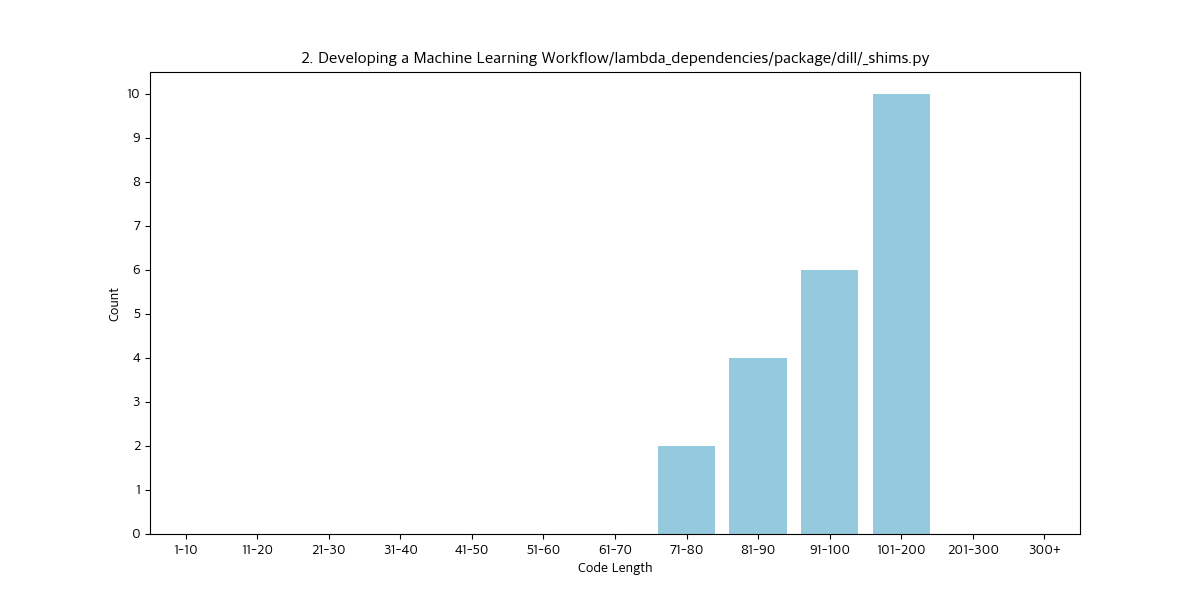 2. Developing a Machine Learning Workflow/lambda_dependencies/package/dill/_shims.py
10
9
8
7
6
5
4
3
2
1
0
Count
1-10 11-20 21-30 31-40 41-50 51-60 61-70 71-80 81-90 91-100 101-200 201-300 300+
Code Length